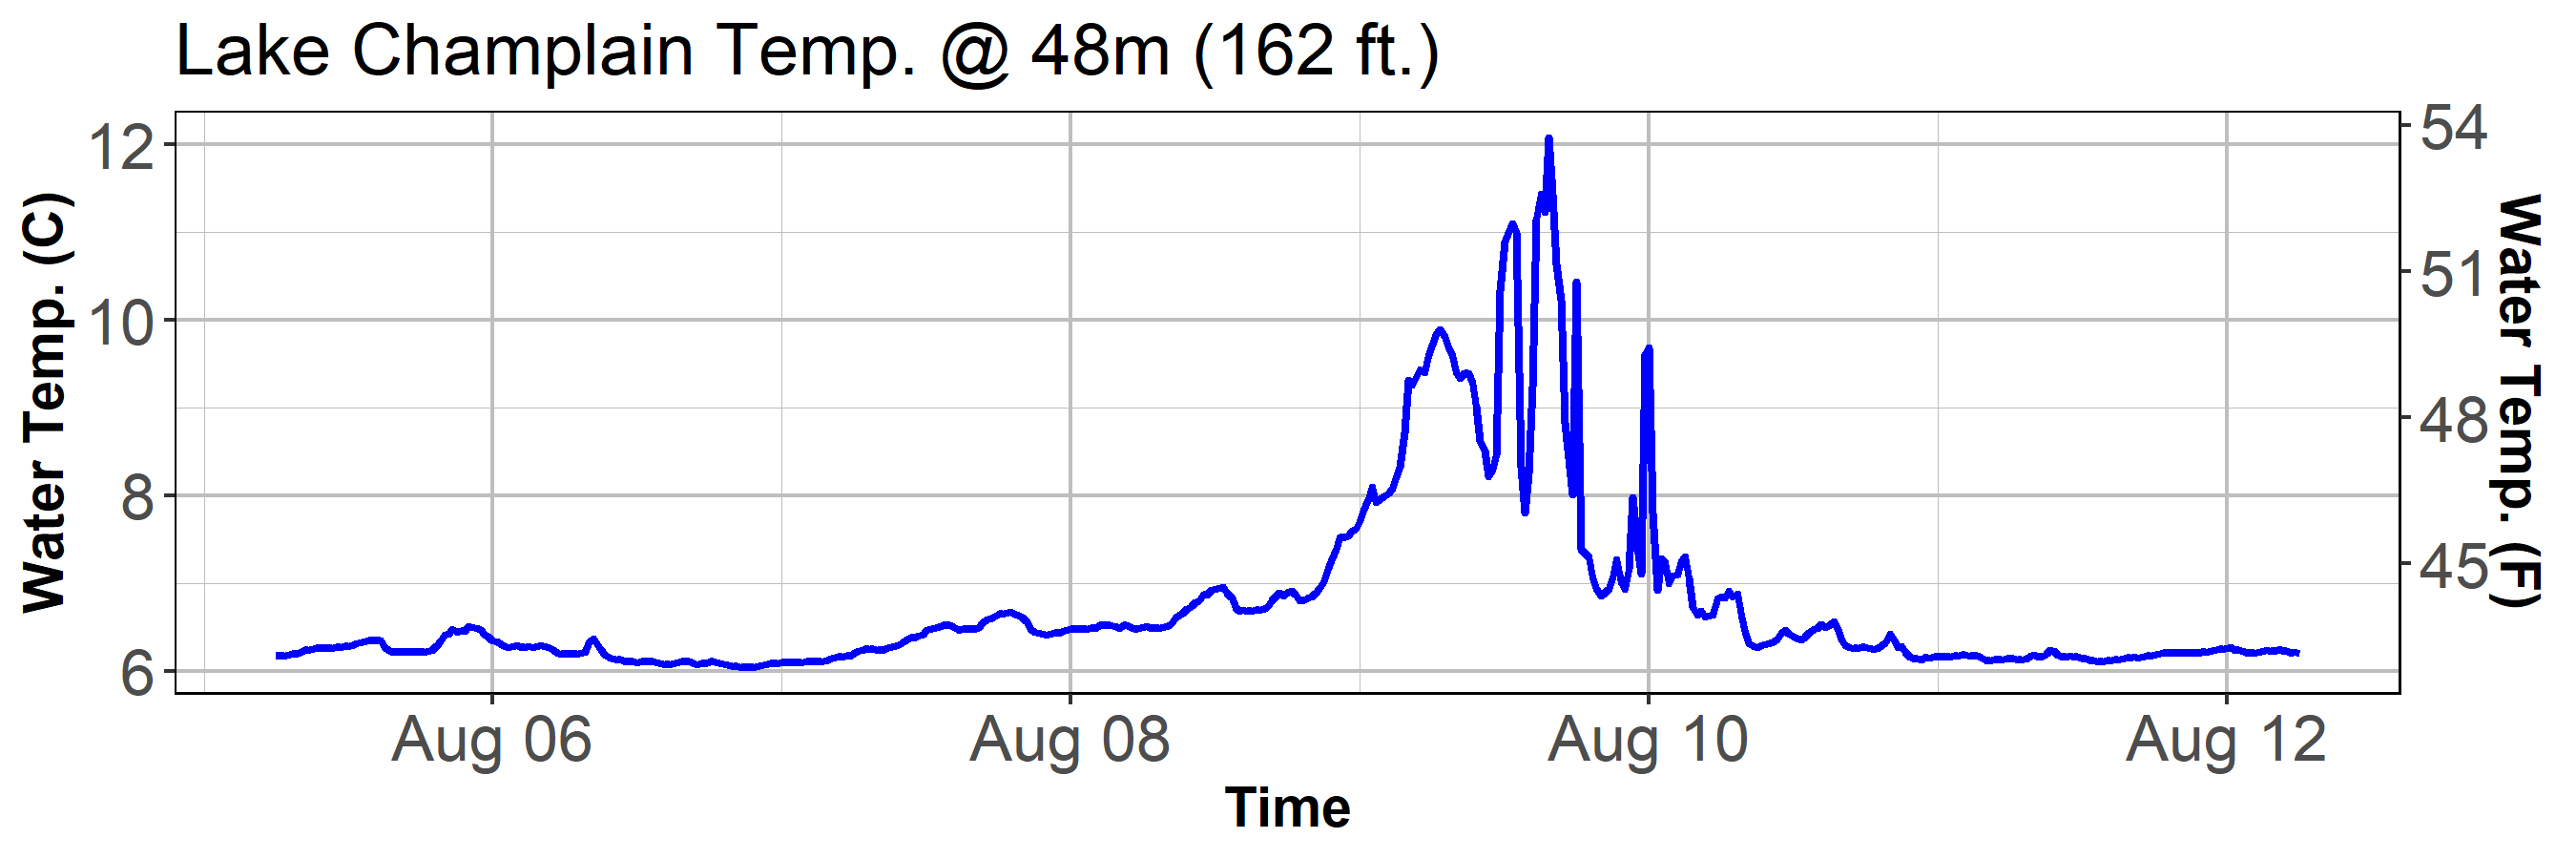 Lake Champlain Temp. @ 48m (162 ft.)
12
10
8
6
Water Temp. (C)
54
51
48
45
Water Temp. (F)
Aug 06
Aug 08
Aug 10
Aug 12
Time